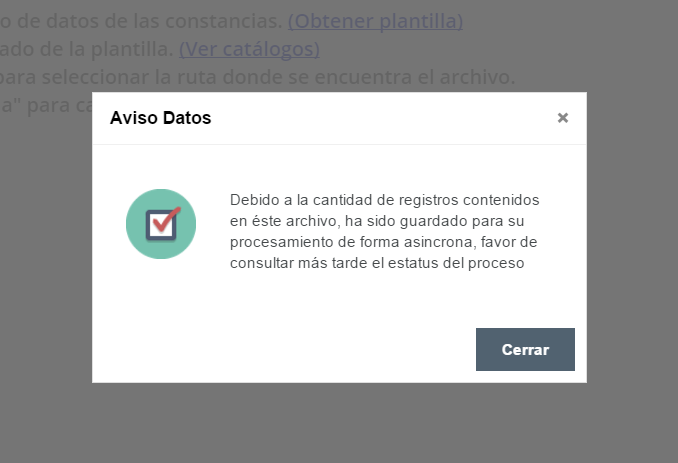 o de datos de las constancias. (Obtener plantilla)
ado de la plantilla. (Ver catálogos)
para seleccionar la ruta donde se encuentra el archivo.
a" para ca
Aviso Datos
×
Debido a la cantidad de registros contenidos
en éste archivo, ha sido guardado para su
procesamiento de forma asincrona, favor de
consultar más tarde el estatus del proceso
Cerrar